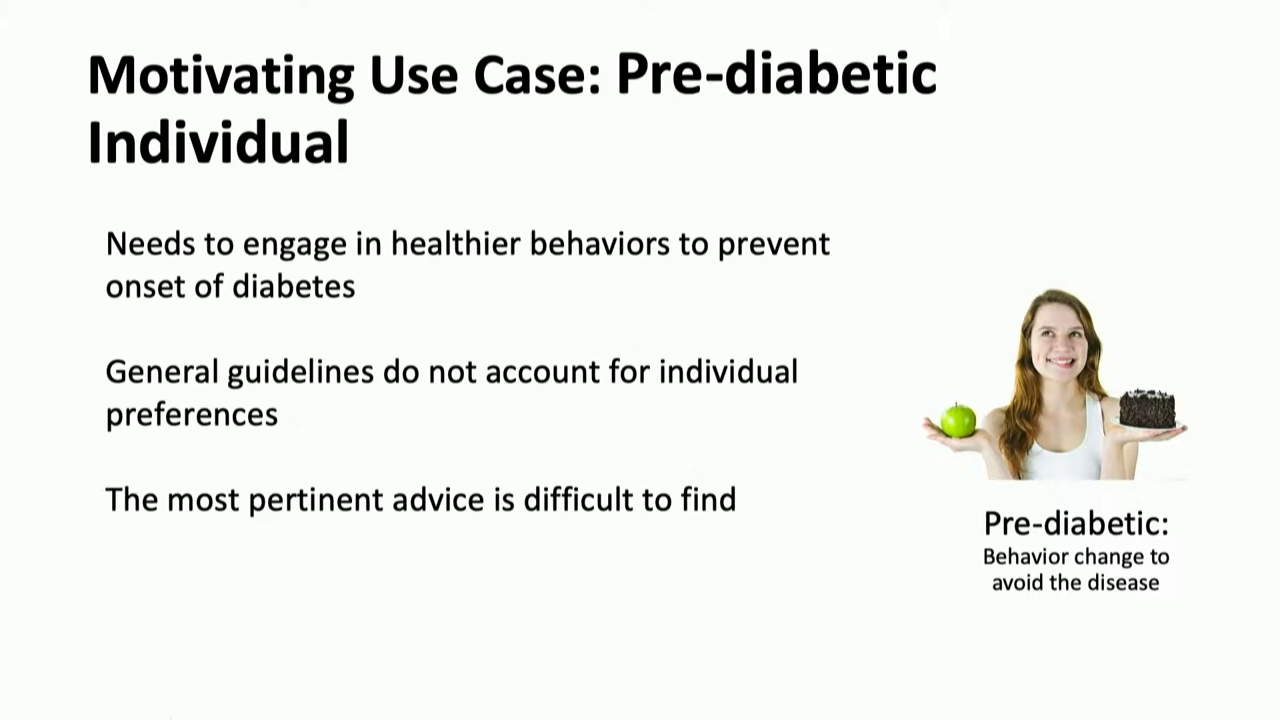 Motivating Use Case: Pre-diabetic
Individual
Needs to engage in healthier behaviors to prevent
onset of diabetes
General guidelines do not account for individual
preferences
The most pertinent advice is difficult to find
Pre-diabetic:
Behavior change to
avoid the disease